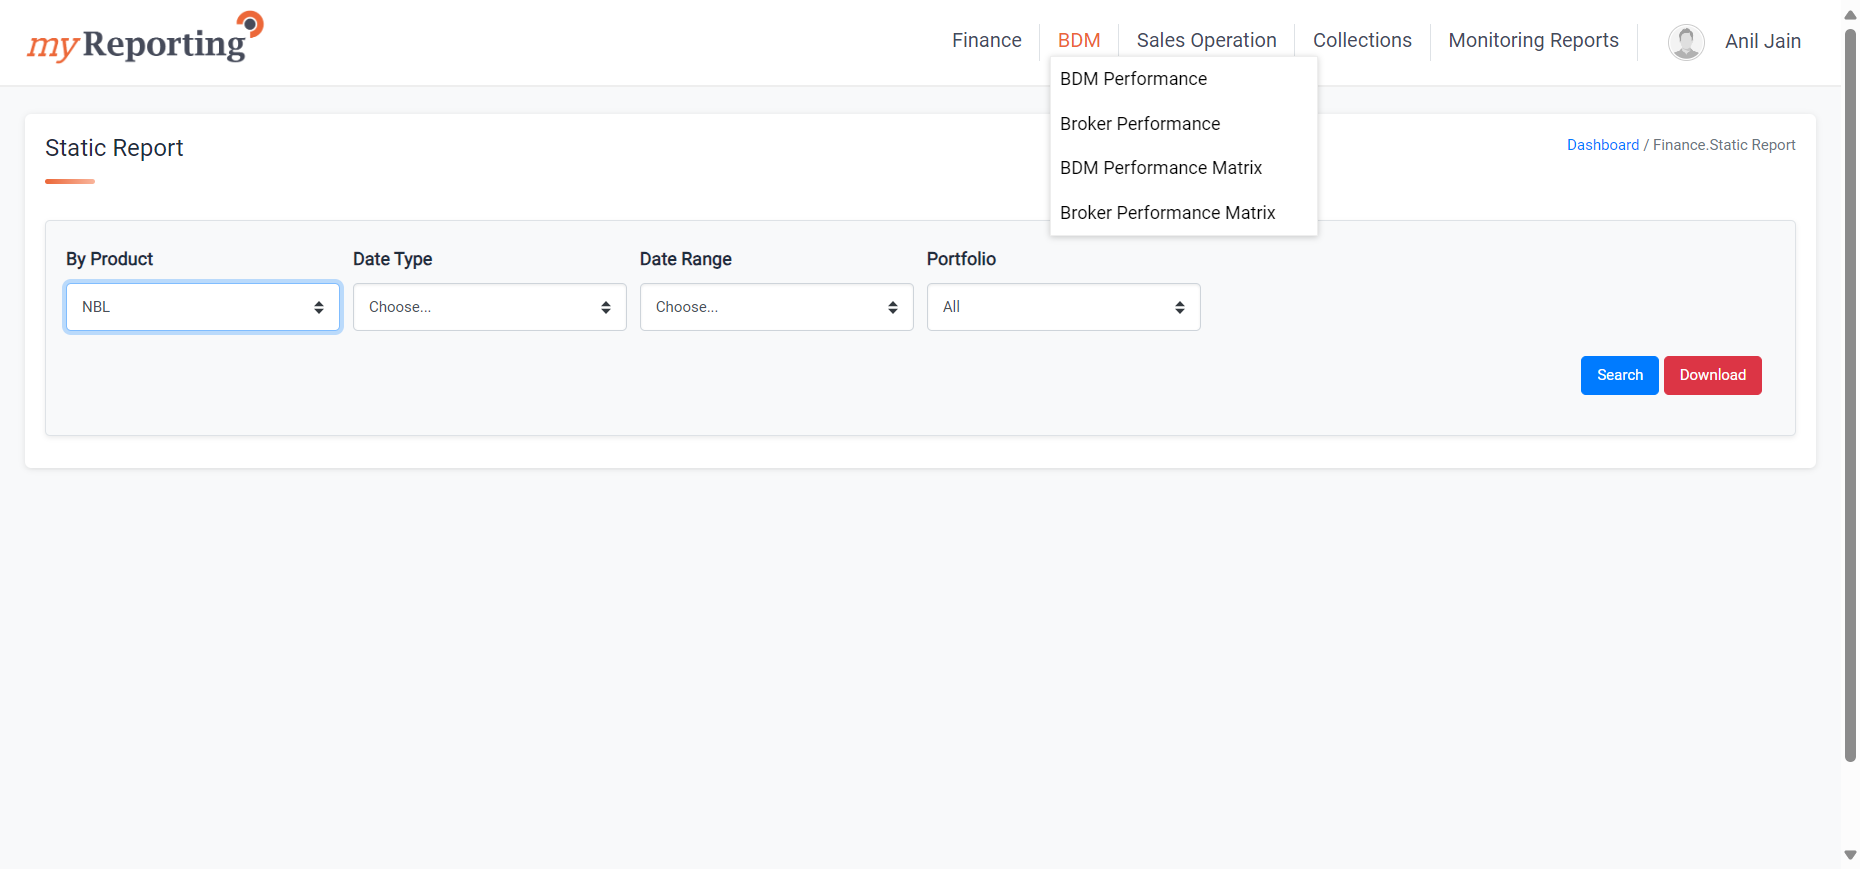 myReporting
Finance
BDM
Sales Operation
Collections
Monitoring Reports
Anil Jain
BDM Performance
Broker Performance
BDM Performance Matrix
Broker Performance Matrix
Static Report
Dashboard / Finance.Static Report
By Product
Date Type
Date Range
Portfolio
NBL
Choose...
Choose...
All
Search
Download